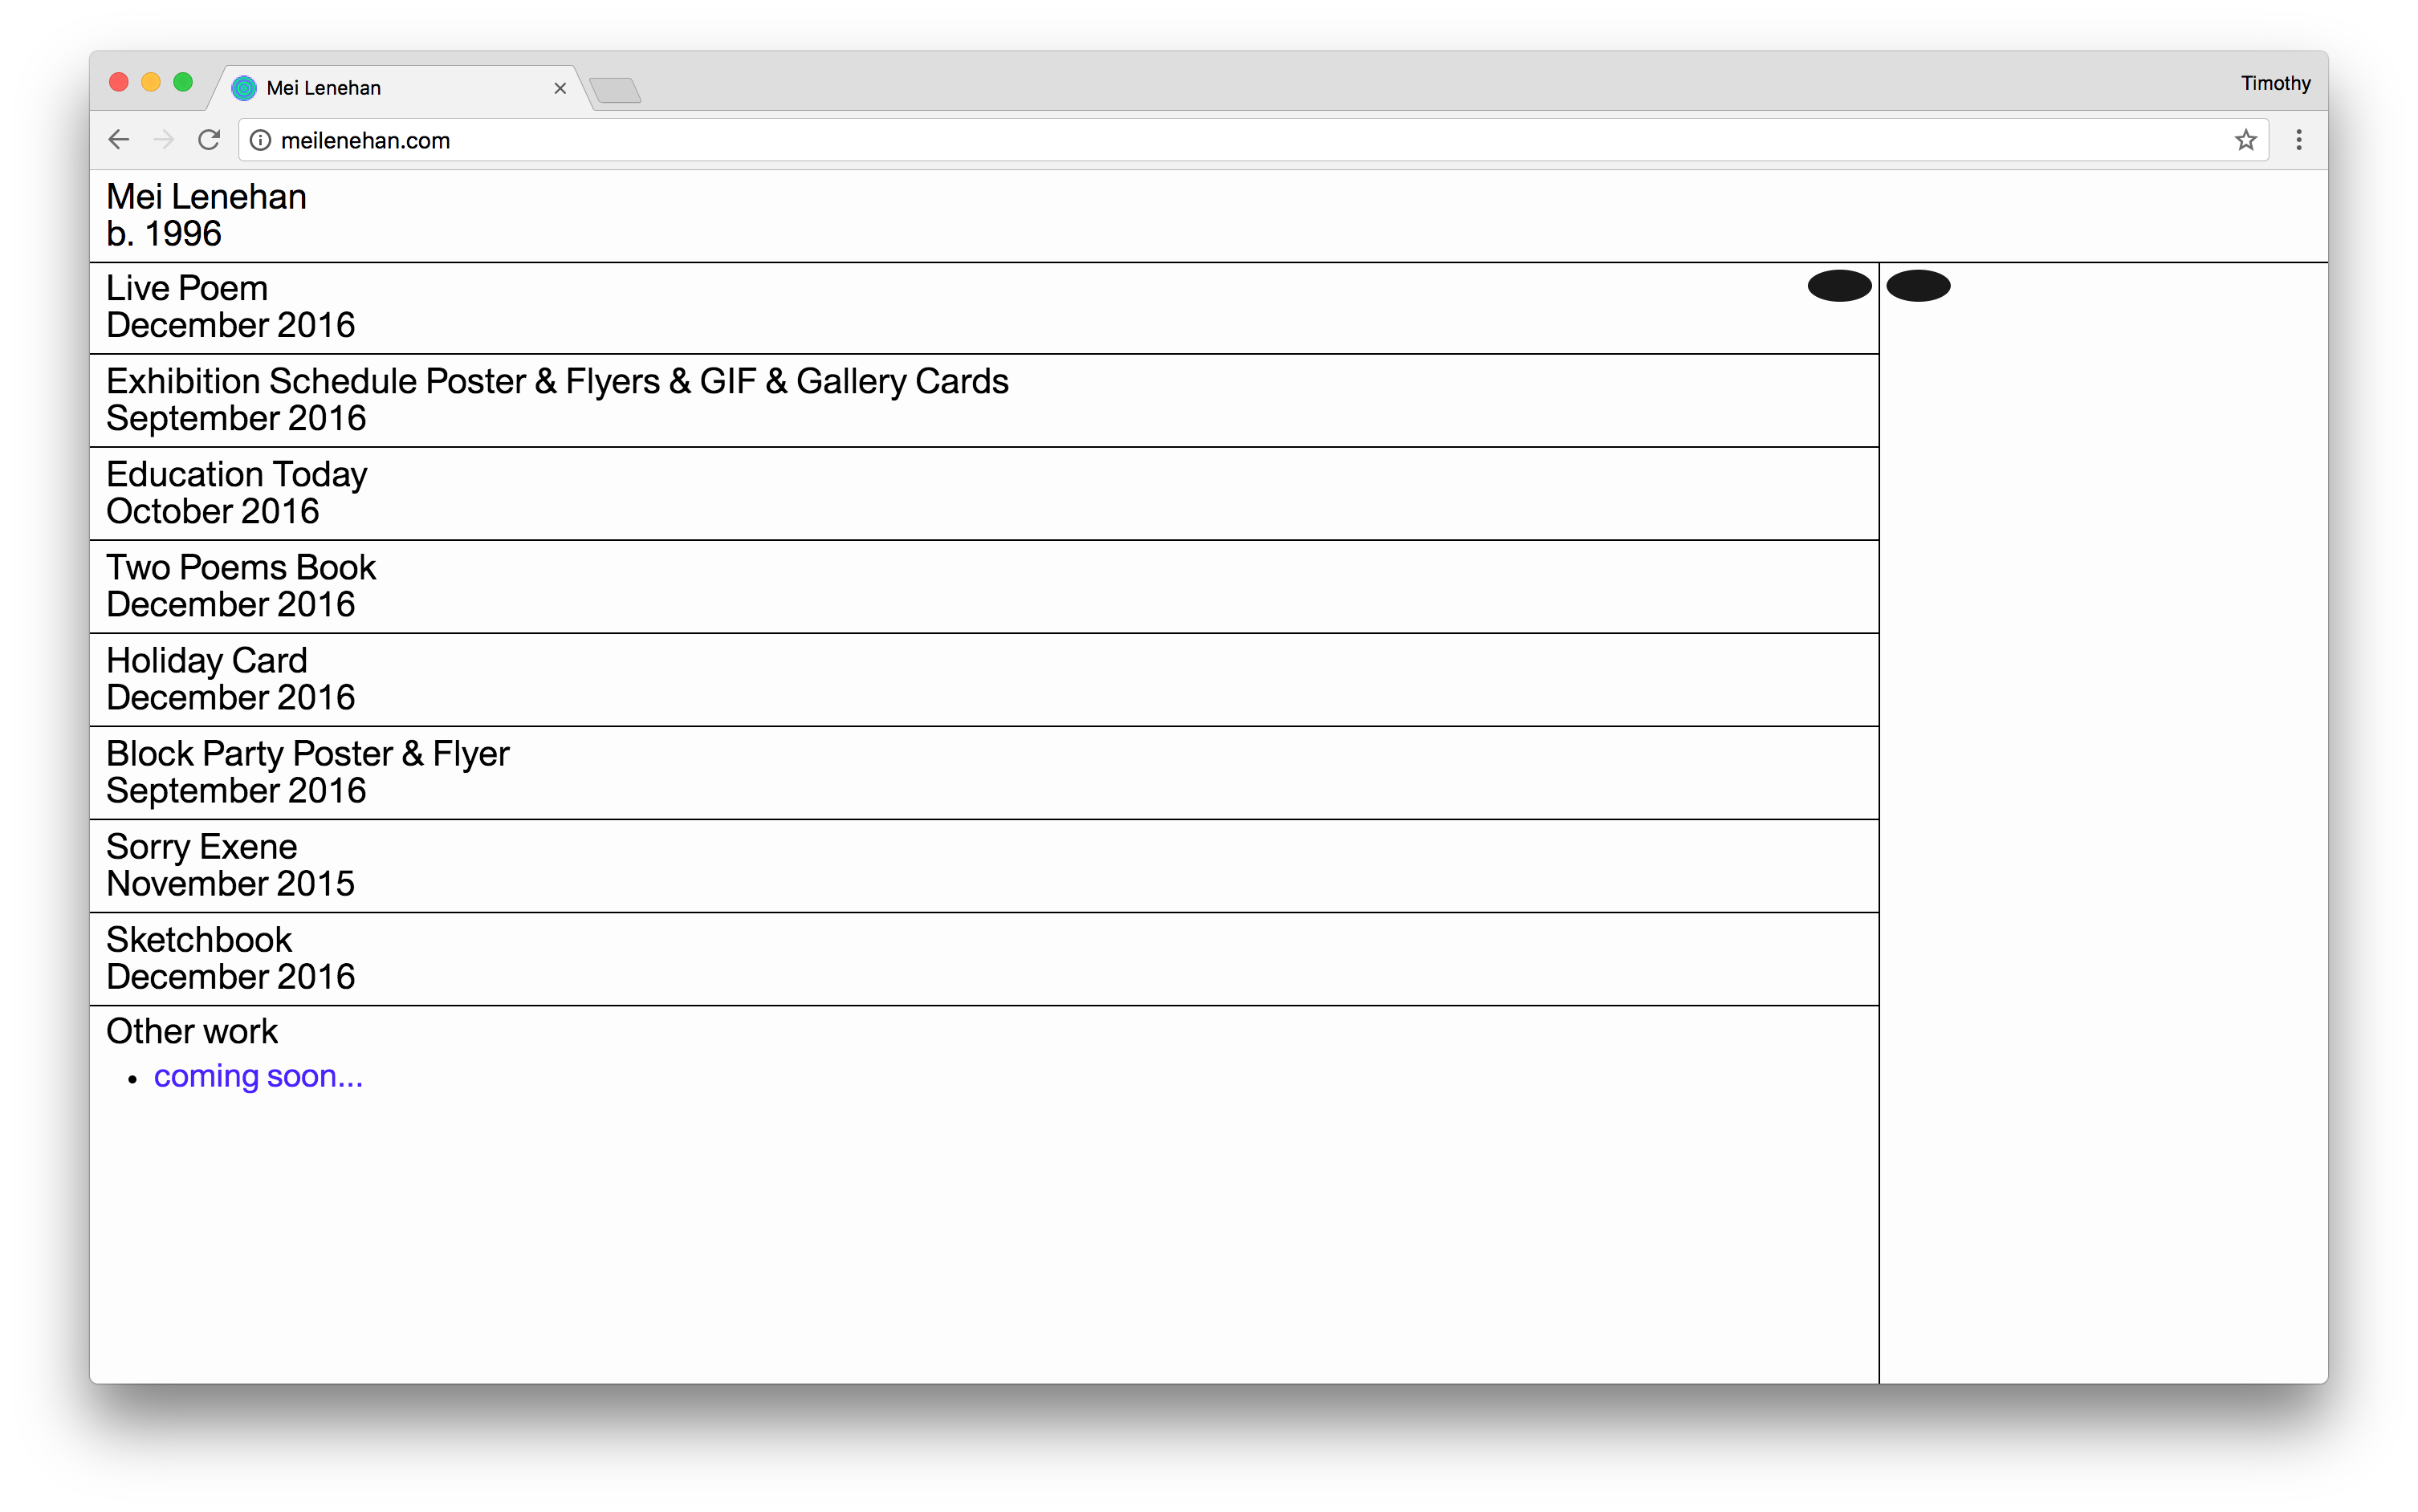 Mei Lenehan
Timothy
meilenehan.com
Mei Lenehan
b. 1996
Live Poem
December 2016
Exhibition Schedule Poster & Flyers & GIF & Gallery Cards
September 2016
Education Today
October 2016
Two Poems Book
December 2016
Holiday Card
December 2016
Block Party Poster & Flyer
September 2016
Sorry Exene
November 2015
Sketchbook
December 2016
Other work
coming soon...